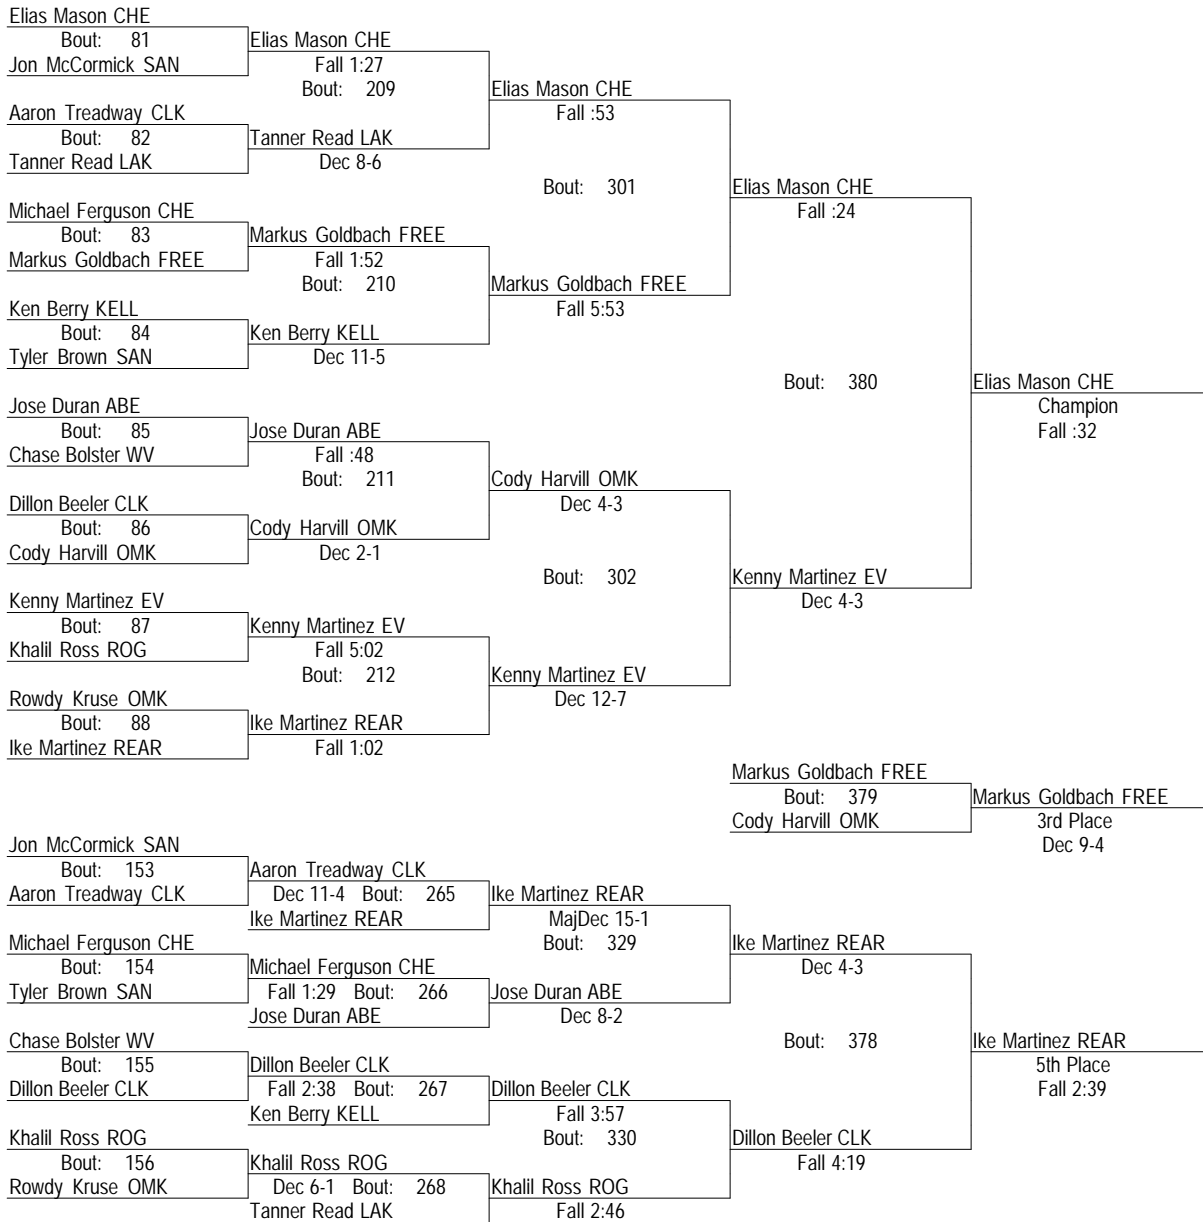 Elias Mason CHE
Bout: 81
Elias Mason CHE
Jon McCormick SAN
Fall 1:27
Bout: 209
Elias Mason CHE
Aaron Treadway CLK
Fall :53
Bout: 82
Tanner Read LAK
Tanner Read LAK
Dec 8-6
Bout: 301
Elias Mason CHE
Michael Ferguson CHE
Fall :24
Bout: 83
Markus Goldbach FREE
Markus Goldbach FREE
Fall 1:52
Bout: 210
Markus Goldbach FREE
Ken Berry KELL
Fall 5:53
Bout: 84
Ken Berry KELL
Tyler Brown SAN
Dec 11-5
Bout: 380
Elias Mason CHE
Jose Duran ABE
Champion
Bout: 85
Jose Duran ABE
Fall :32
Chase Bolster WV
Fall :48
Bout: 211
Cody Harvill OMK
Dillon Beeler CLK
Dec 4-3
Bout: 86
Cody Harvill OMK
Cody Harvill OMK
Dec 2-1
Bout: 302
Kenny Martinez EV
Kenny Martinez EV
Dec 4-3
Bout: 87
Kenny Martinez EV
Khalil Ross ROG
Fall 5:02
Bout: 212
Kenny Martinez EV
Rowdy Kruse OMK
Dec 12-7
Bout: 88
Ike Martinez REAR
Ike Martinez REAR
Fall 1:02
Markus Goldbach FREE
Bout: 379
Markus Goldbach FREE
Cody Harvill OMK
3rd Place
Dec 9-4
Jon McCormick SAN
Bout: 153
Aaron Treadway CLK
Aaron Treadway CLK
Dec 11-4 Bout: 265
Ike Martinez REAR
Ike Martinez REAR
MajDec 15-1
Michael Ferguson CHE
Bout: 329
Ike Martinez REAR
Bout: 154
Michael Ferguson CHE
Dec 4-3
Tyler Brown SAN
Fall 1:29 Bout: 266
Jose Duran ABE
Jose Duran ABE
Dec 8-2
Chase Bolster WV
Bout: 378
Ike Martinez REAR
Bout: 155
Dillon Beeler CLK
5th Place
Dillon Beeler CLK
Fall 2:38 Bout: 267
Dillon Beeler CLK
Fall 2:39
Ken Berry KELL
Fall 3:57
Khalil Ross ROG
Bout: 330
Dillon Beeler CLK
Bout: 156
Khalil Ross ROG
Fall 4:19
Rowdy Kruse OMK
Dec 6-1 Bout: 268
Khalil Ross ROG
Tanner Read LAK
Fall 2:46